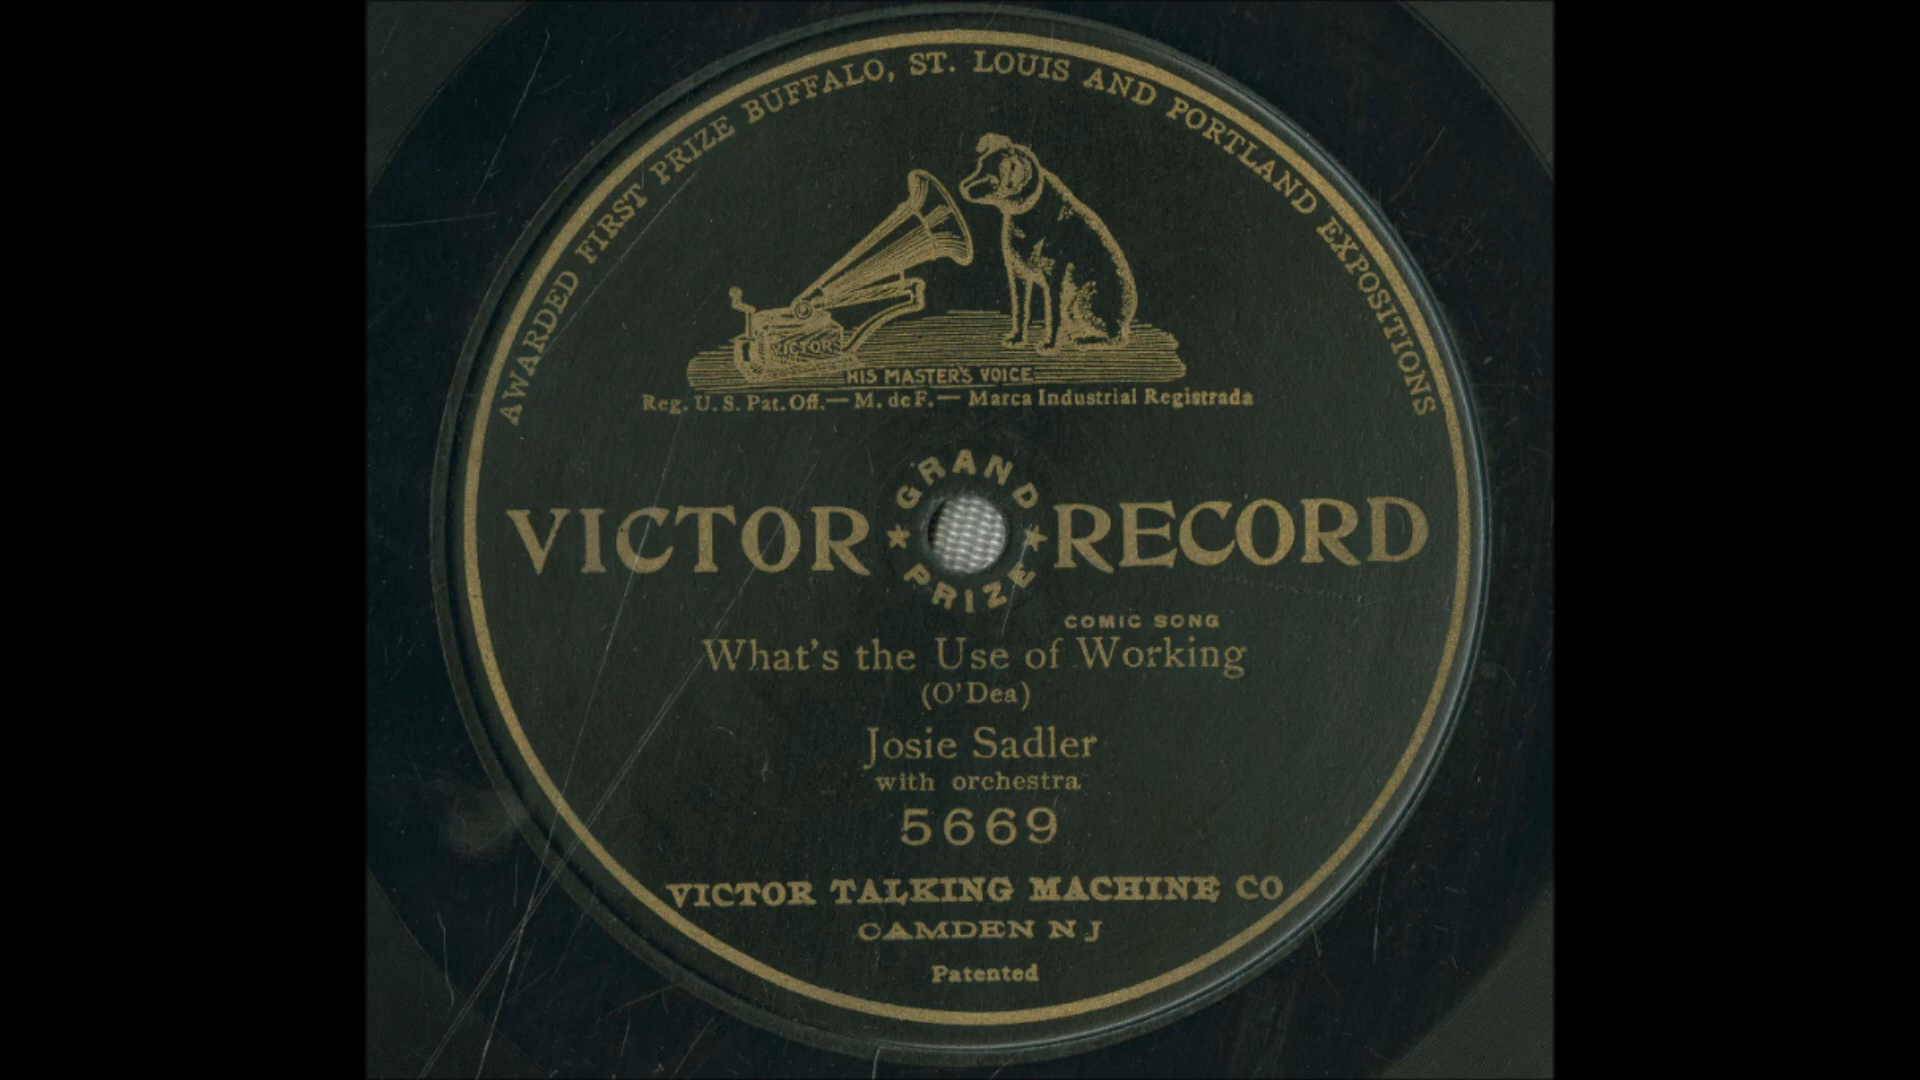 AWARDED FIRST PRIZE BUFFALO, ST. LOUIS AND PORTLAND EXPOSITIONS
VICTOR
HIS MASTER'S VOICE
Reg. U. S. Pat. Off.— M. de F.— Marca Industrial Registrada
GRAND PRIZE
VICTOR RECORD
COMIC SONG
What's the Use of Working
(O'Dea)
Josie Sadler
with orchestra
5669
VICTOR TALKING MACHINE CO
CAMDEN N J
Patented